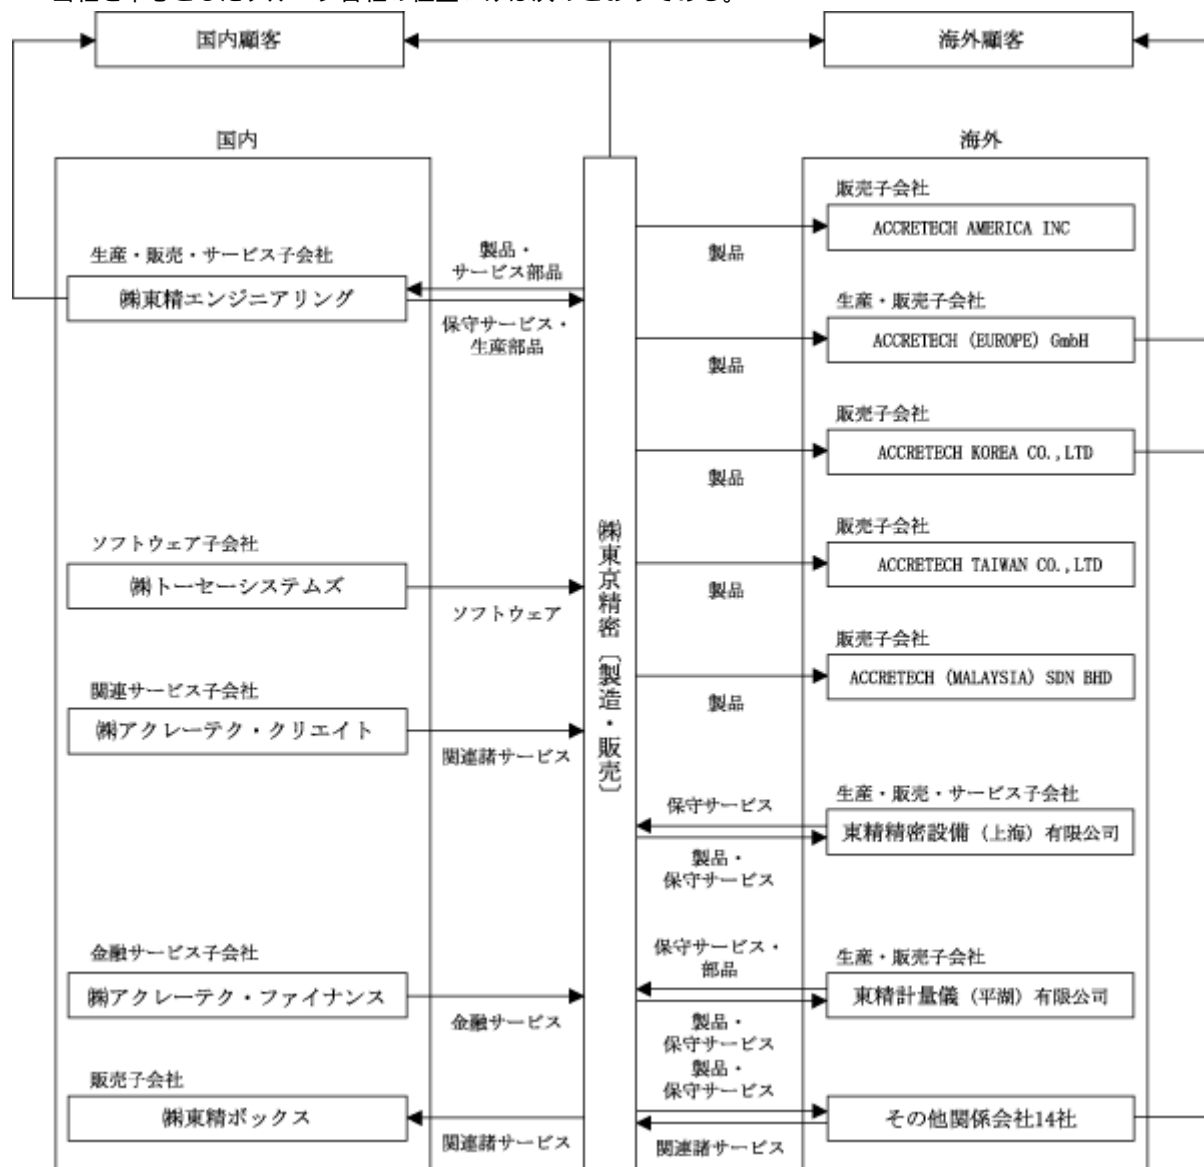 国内顧客
海外顧客
国内
海外
生産・販売・サービス子会社
㈱東精エンジニアリング
製品・
サービス部品
保守サービス・
生産部品
ソフトウェア子会社
㈱トーセーシステムズ
ソフトウェア
関連サービス子会社
㈱アクレーテク・クリエイト
関連諸サービス
金融サービス子会社
㈱アクレーテク・ファイナンス
金融サービス
販売子会社
㈱東精ボックス
関連諸サービス
㈱東京精密〔製造・販売〕
販売子会社
ACCRETECH AMERICA INC
製品
生産・販売子会社
ACCRETECH (EUROPE) GmbH
製品
販売子会社
ACCRETECH KOREA CO.,LTD
製品
販売子会社
ACCRETECH TAIWAN CO.,LTD
製品
販売子会社
ACCRETECH (MALAYSIA) SDN BHD
製品
生産・販売・サービス子会社
保守サービス
東精精密設備（上海）有限公司
製品・
保守サービス
生産・販売子会社
保守サービス・
部品
東精計量儀（平湖）有限公司
製品・
保守サービス
製品・
保守サービス
その他関係会社14社
関連諸サービス